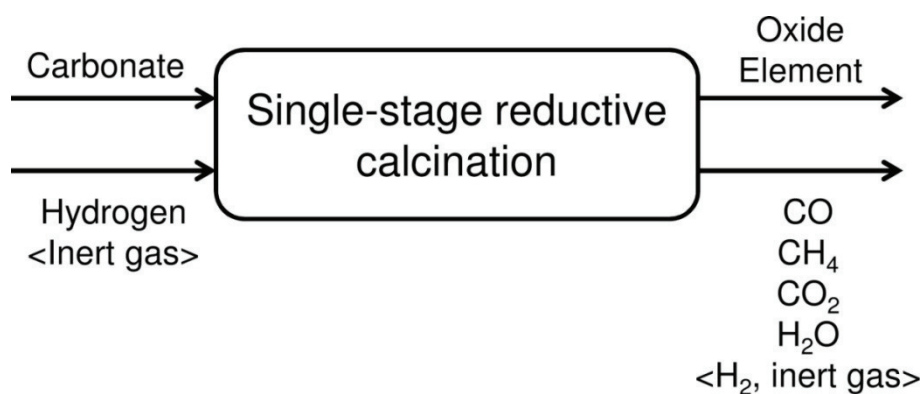 Carbonate
Hydrogen
<Inert gas>
Single-stage reductive
calcination
Oxide
Element
CO
CH₄
CO₂
H₂O
<H₂, inert gas>